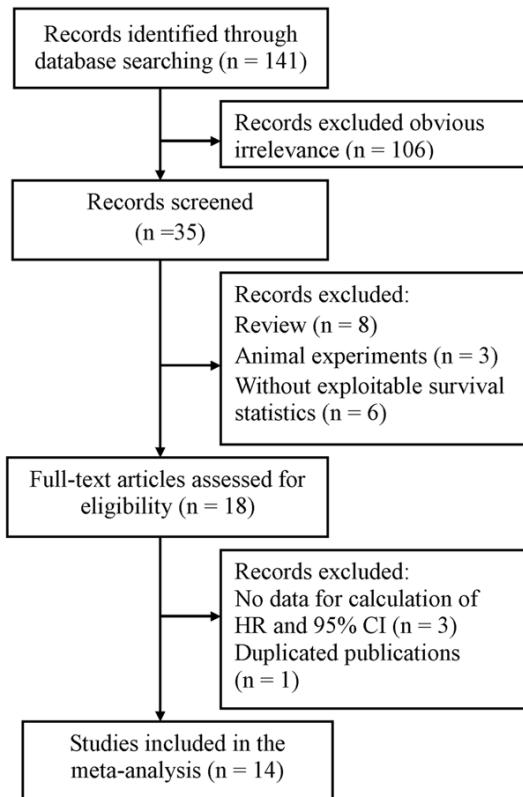 Records identified through
database searching (n = 141)
Records excluded obvious
irrelevance (n = 106)
Records screened
(n =35)
Records excluded:
Review (n = 8)
Animal experiments (n = 3)
Without exploitable survival
statistics (n = 6)
Full-text articles assessed for
eligibility (n = 18)
Records excluded:
No data for calculation of
HR and 95% CI (n = 3)
Duplicated publications
(n = 1)
Studies included in the
meta-analysis (n = 14)